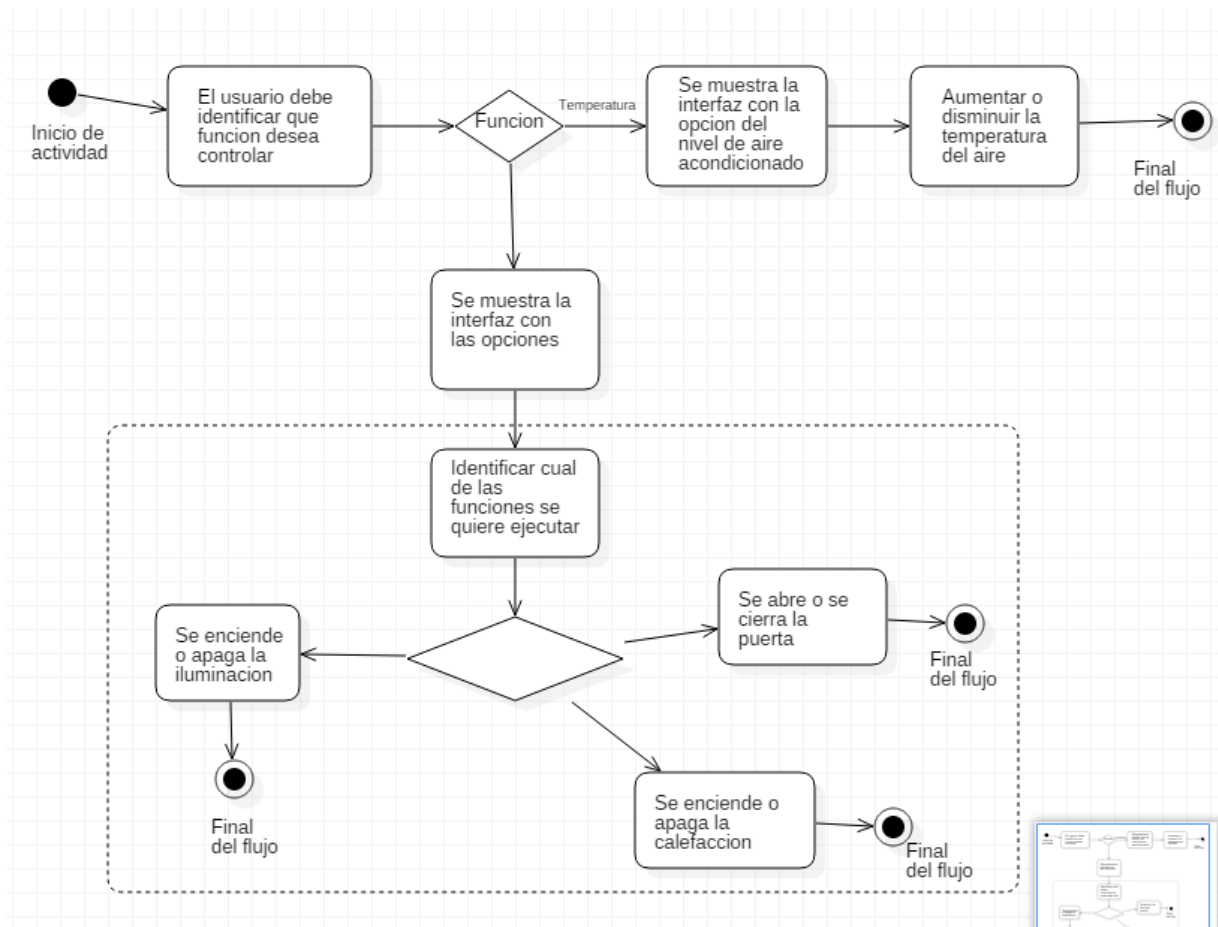 Inicio de
actividad
El usuario debe
identificar que
funcion desea
controlar
Funcion
Temperatura
Se muestra la
interfaz con la
opcion del
nivel de aire
acondicionado
Aumentar o
disminuir la
temperatura
del aire
Final
del flujo
Se muestra la
interfaz con
las opciones
Identificar cual
de las
funciones se
quiere ejecutar
Se enciende
o apaga la
iluminacion
Final
del flujo
Se abre o se
cierra la
puerta
Final
del flujo
Se enciende o
apaga la
calefaccion
Final
del flujo